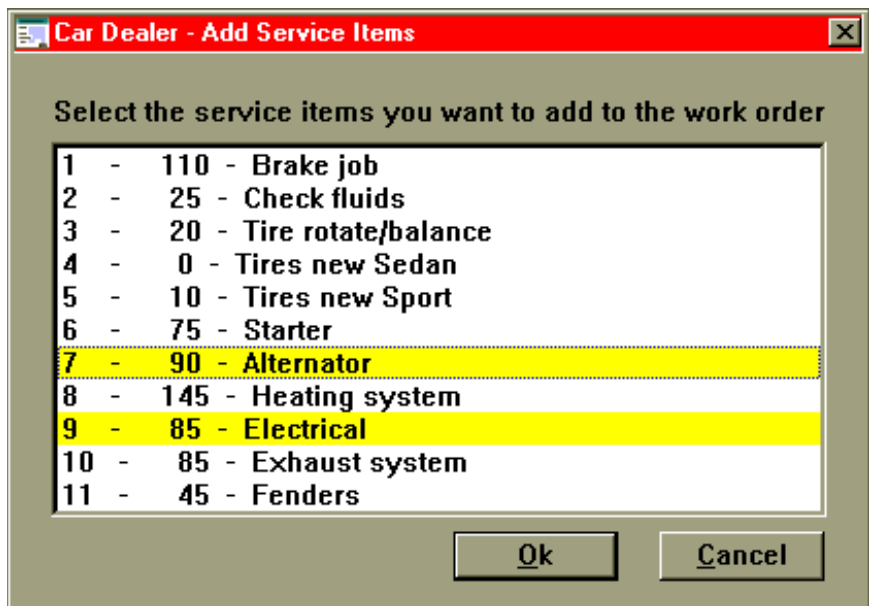 Car Dealer - Add Service Items
Select the service items you want to add to the work order
1 - 110 - Brake job
2 - 25 - Check fluids
3 - 20 - Tire rotate/balance
4 - 0 - Tires new Sedan
5 - 10 - Tires new Sport
6 - 75 - Starter
7 - 90 - Alternator
8 - 145 - Heating system
9 - 85 - Electrical
10 - 85 - Exhaust system
11 - 45 - Fenders
Ok Cancel